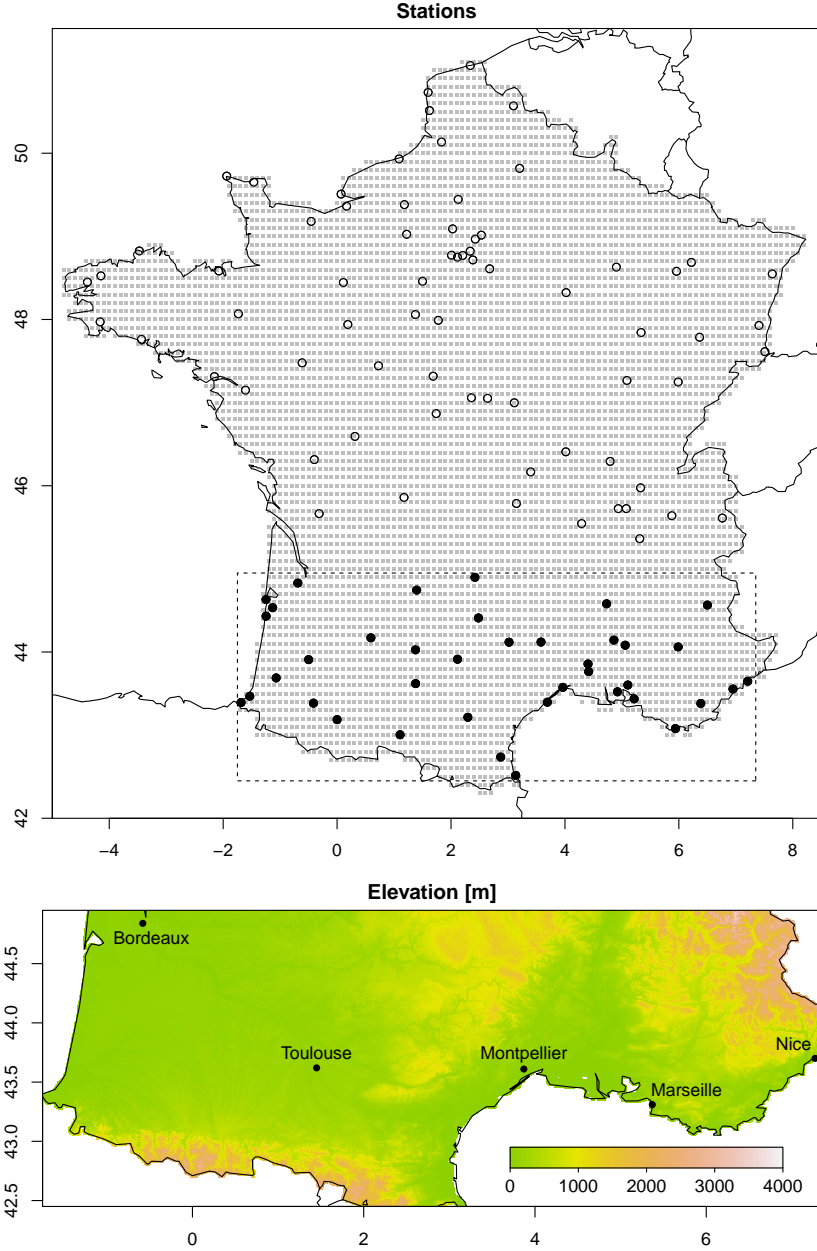 Stations
50
48
46
44
42
−4 −2 0 2 4 6 8
Elevation [m]
44.5
44.0
43.5
43.0
42.5
Bordeaux
Toulouse
Montpellier
Nice
Marseille
0 1000 2000 3000 4000
0 2 4 6